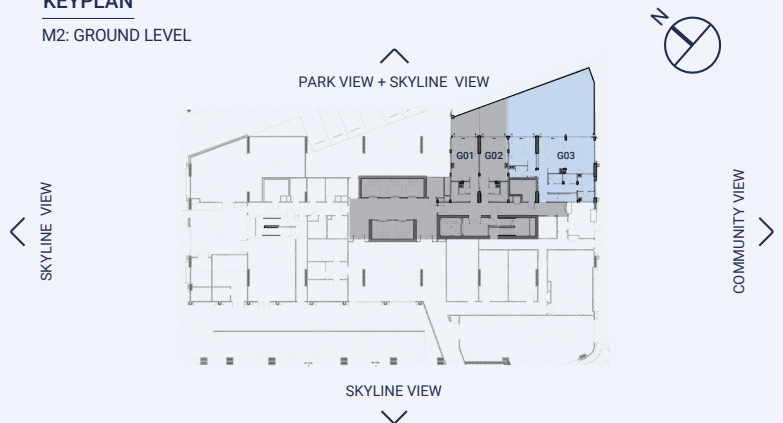 KEYPLAN
M2: GROUND LEVEL
N
PARK VIEW + SKYLINE VIEW
G01 G02 G03
SKYLINE VIEW
COMMUNITY VIEW
SKYLINE VIEW